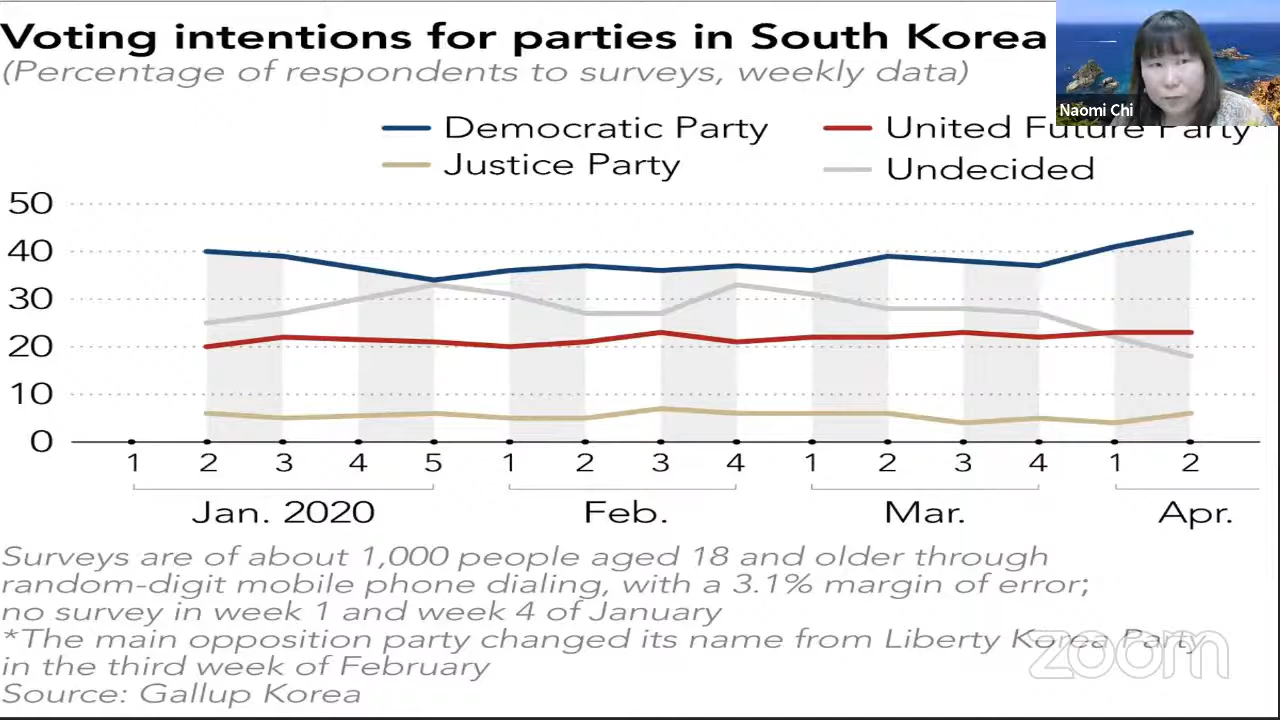 Voting intentions for parties in South Korea
(Percentage of respondents to surveys, weekly data)
Naomi Chi
Democratic Party
United Future Party*
Justice Party
Undecided
50
40
30
20
10
0
1 2 3 4 5 1 2 3 4 1 2 3 4 1 2
Jan. 2020 Feb. Mar. Apr.
Surveys are of about 1,000 people aged 18 and older through
random-digit mobile phone dialing, with a 3.1% margin of error;
no survey in week 1 and week 4 of January
*The main opposition party changed its name from Liberty Korea Party
in the third week of February
Source: Gallup Korea
zoom